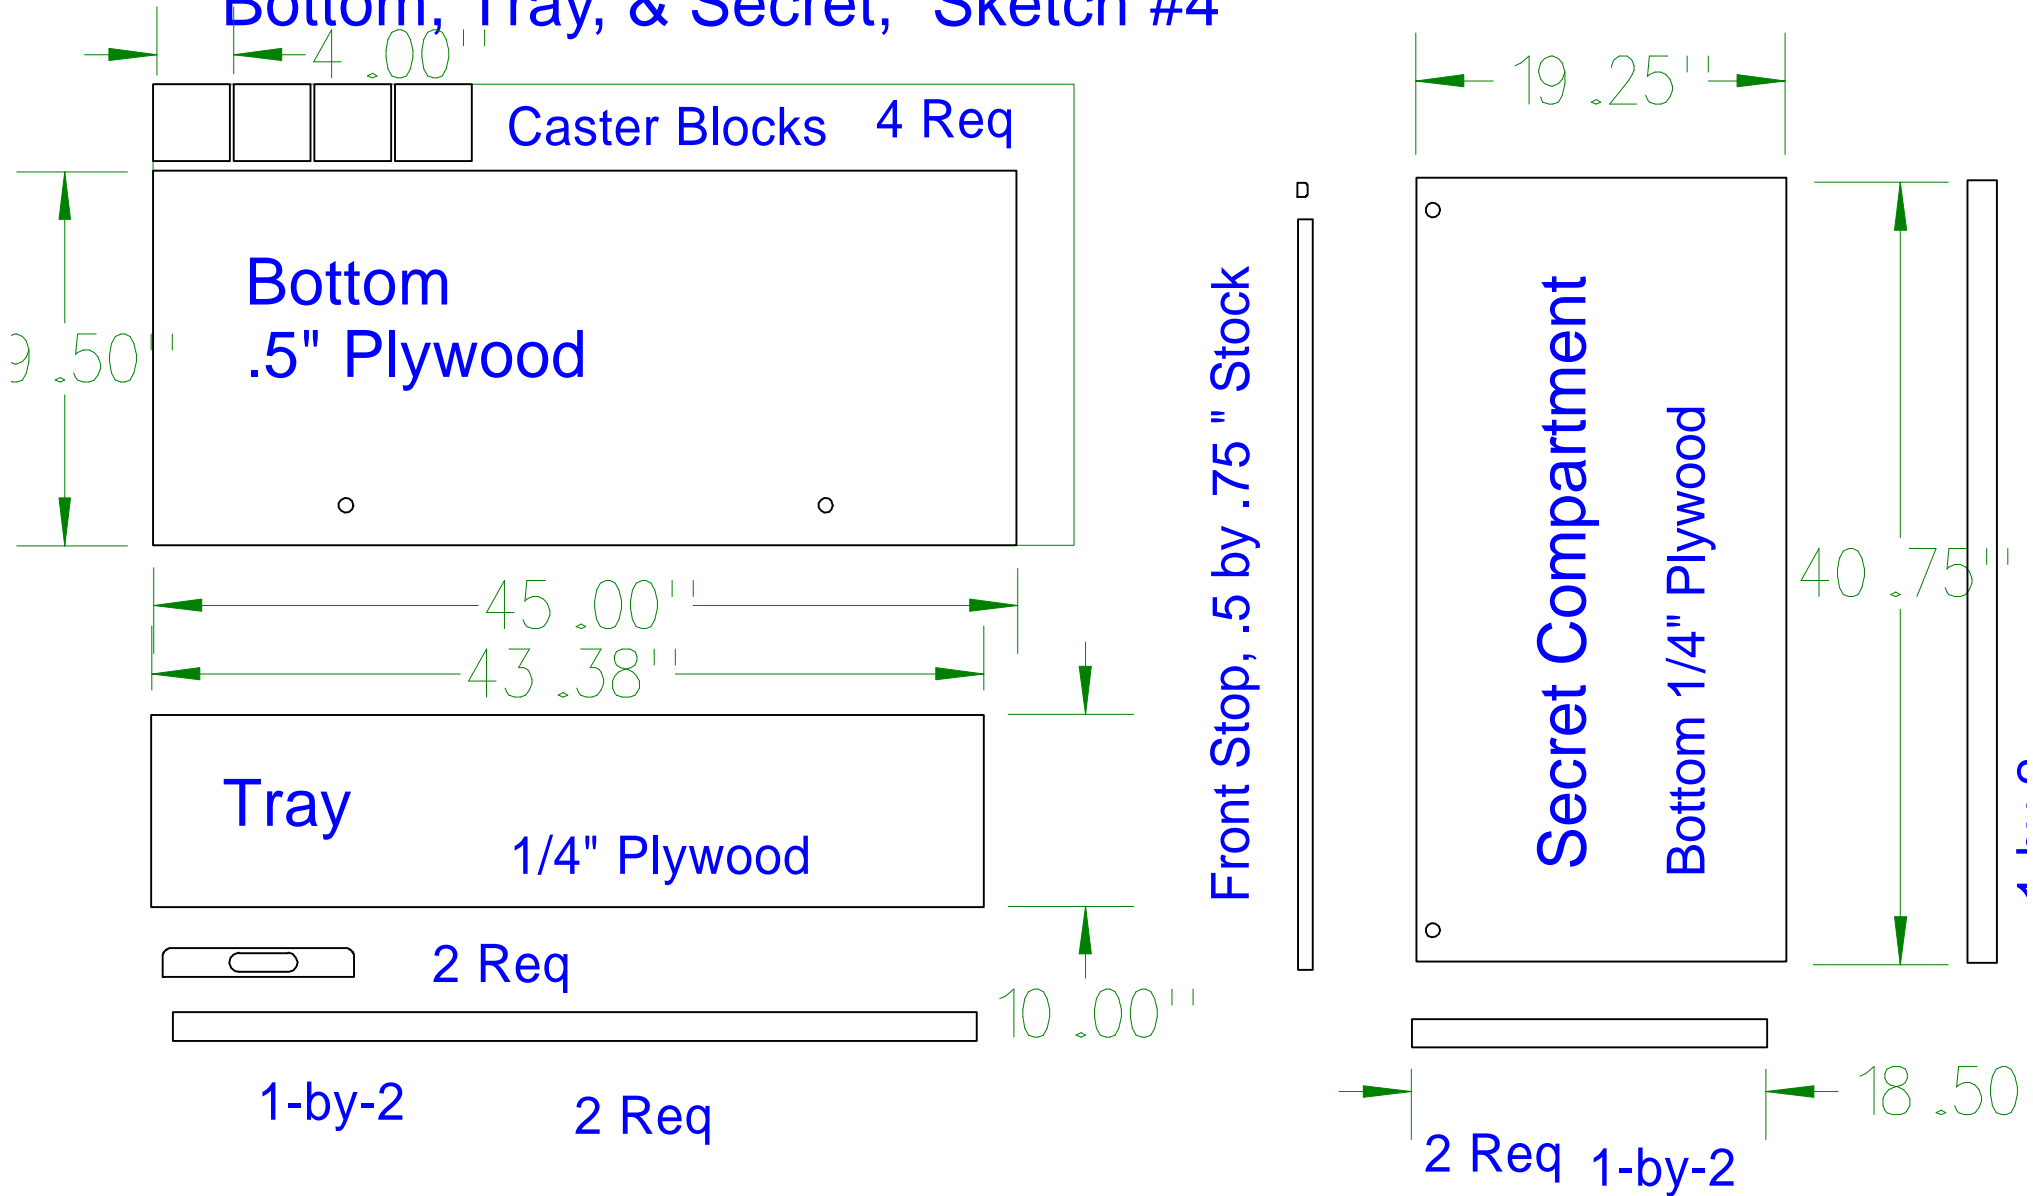 Bottom, Tray, & Secret, Sketch #4
4.00"
19.25"
Caster Blocks 4 Req
Bottom
.5" Plywood
9.50"
45.00"
43.38"
Tray
1/4" Plywood
2 Req
10.00"
1-by-2 2 Req
Front Stop, .5 by .75 " Stock
Secret Compartment
Bottom 1/4" Plywood
40.75"
18.50
2 Req 1-by-2